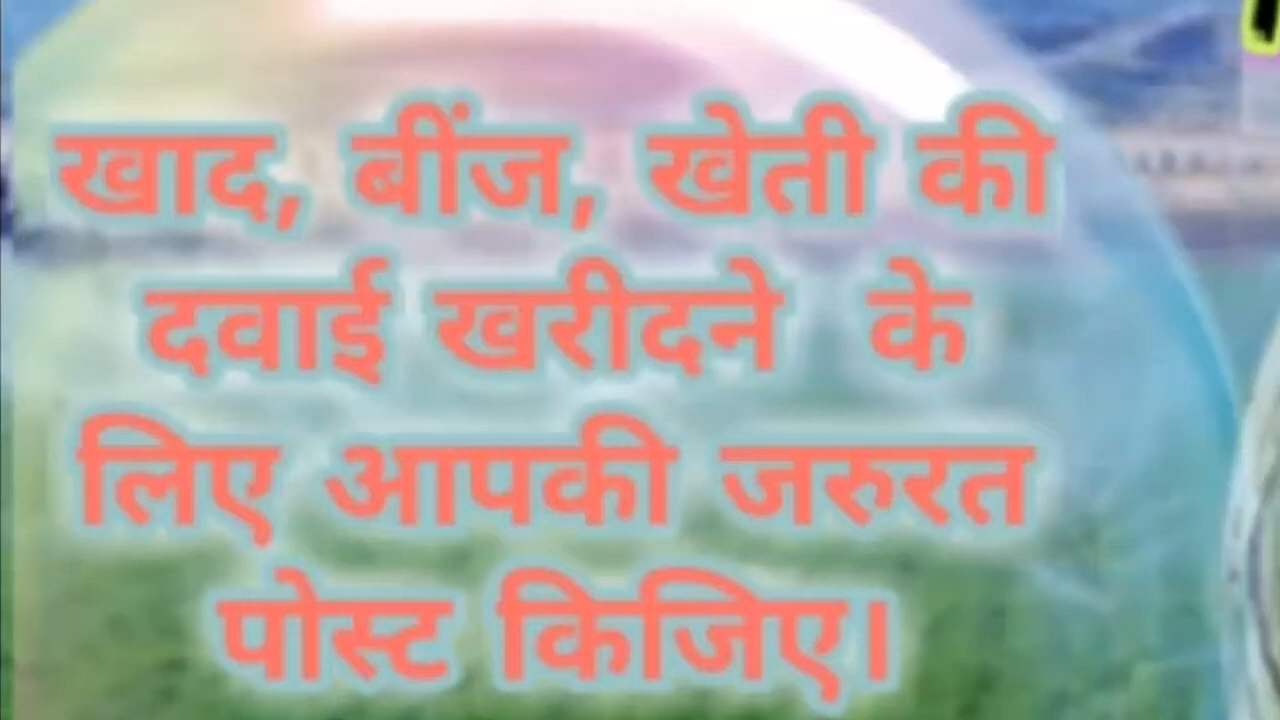 खाद, बींज, खेती की
दवाई खरीदने के
लिए आपकी जरुरत
पोस्ट किजिए।